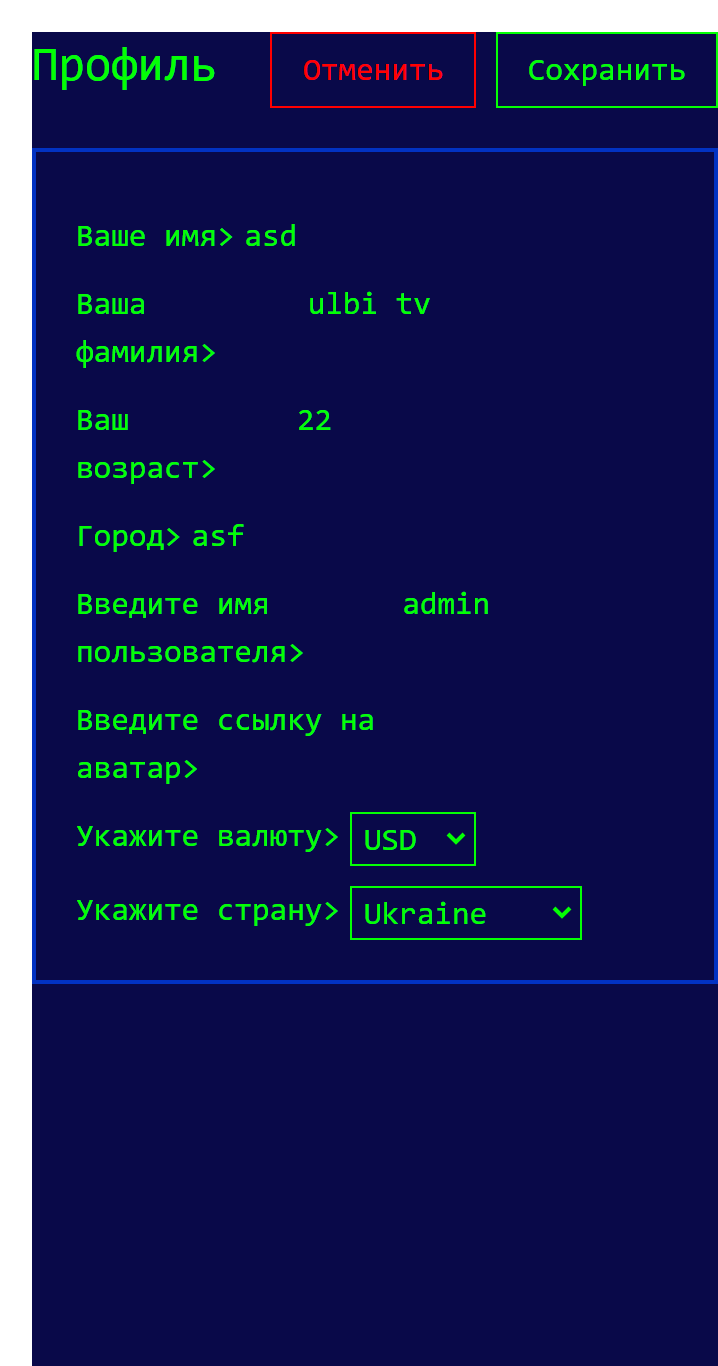 Профиль Отменить Сохранить
Ваше имя> asd
Ваша ulbi tv
фамилия>
Ваш 22
возраст>
Город> asf
Введите имя admin
пользователя>
Введите ссылку на
аватар>
Укажите валюту> USD
Укажите страну> Ukraine